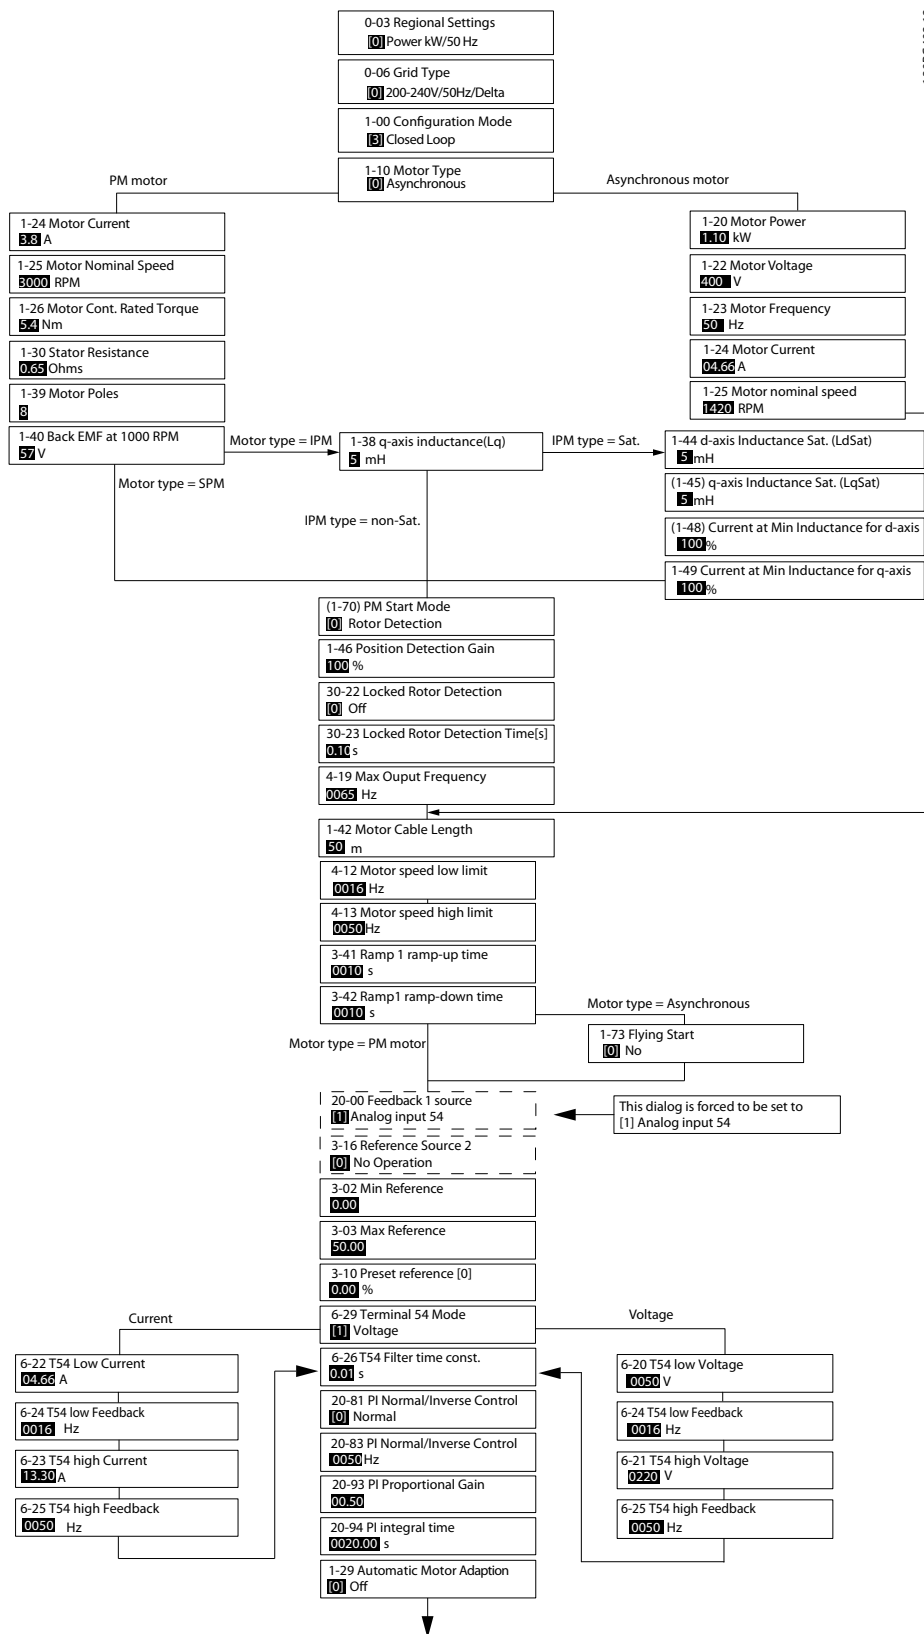 0-03 Regional Settings
[0] Power kW/50 Hz
0-06 Grid Type
[0] 200-240V/50Hz/Delta
1-00 Configuration Mode
[3] Closed Loop
1-10 Motor Type
[0] Asynchronous
PM motor
Asynchronous motor
1-24 Motor Current
3.8 A
1-25 Motor Nominal Speed
3000 RPM
1-26 Motor Cont. Rated Torque
5.4 Nm
1-30 Stator Resistance
0.65 Ohms
1-39 Motor Poles
8
1-40 Back EMF at 1000 RPM
57 V
1-20 Motor Power
1.10 kW
1-22 Motor Voltage
400 V
1-23 Motor Frequency
50 Hz
1-24 Motor Current
04.66 A
1-25 Motor nominal speed
1420 RPM
Motor type = IPM
1-38 q-axis inductance(Lq)
5 mH
IPM type = Sat.
1-44 d-axis Inductance Sat. (LdSat)
5 mH
(1-45) q-axis Inductance Sat. (LqSat)
5 mH
(1-48) Current at Min Inductance for d-axis
100 %
1-49 Current at Min Inductance for q-axis
100 %
Motor type = SPM
IPM type = non-Sat.
(1-70) PM Start Mode
[0] Rotor Detection
1-46 Position Detection Gain
100 %
30-22 Locked Rotor Detection
[0] Off
30-23 Locked Rotor Detection Time[s]
0.10 s
4-19 Max Ouput Frequency
0065 Hz
1-42 Motor Cable Length
50 m
4-12 Motor speed low limit
0016 Hz
4-13 Motor speed high limit
0050 Hz
3-41 Ramp 1 ramp-up time
0010 s
3-42 Ramp1 ramp-down time
0010 s
Motor type = Asynchronous
1-73 Flying Start
[0] No
Motor type = PM motor
20-00 Feedback 1 source
[1] Analog input 54
This dialog is forced to be set to
[1] Analog input 54
3-16 Reference Source 2
[0] No Operation
3-02 Min Reference
0.00
3-03 Max Reference
50.00
3-10 Preset reference [0]
0.00 %
6-29 Terminal 54 Mode
[1] Voltage
Current
Voltage
6-22 T54 Low Current
04.66 A
6-24 T54 low Feedback
0016 Hz
6-23 T54 high Current
13.30 A
6-25 T54 high Feedback
0050 Hz
6-26 T54 Filter time const.
0.01 s
20-81 PI Normal/Inverse Control
[0] Normal
20-83 PI Normal/Inverse Control
0050 Hz
20-93 PI Proportional Gain
00.50
20-94 PI integral time
0020.00 s
1-29 Automatic Motor Adaption
[0] Off
6-20 T54 low Voltage
0050 V
6-24 T54 low Feedback
0016 Hz
6-21 T54 high Voltage
0220 V
6-25 T54 high Feedback
0050 Hz